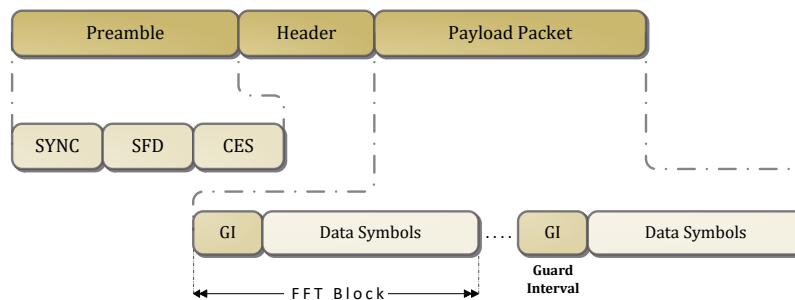 Preamble Header Payload Packet
SYNC SFD CES
GI Data Symbols .... GI Data Symbols
Guard
Interval
FFT Block